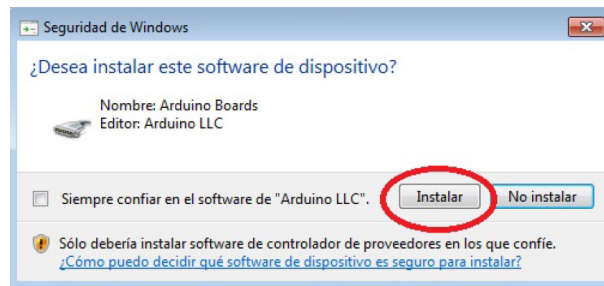 Seguridad de Windows
¿Desea instalar este software de dispositivo?
Nombre: Arduino Boards
Editor: Arduino LLC
Siempre confiar en el software de "Arduino LLC".
Instalar
No instalar
Sólo debería instalar software de controlador de proveedores en los que confíe.
¿Cómo puedo decidir qué software de dispositivo es seguro para instalar?